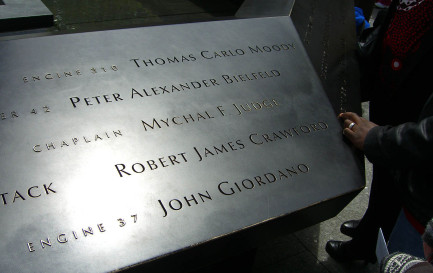 ENGINE 310 THOMAS CARLO MOODY
ER 42 PETER ALEXANDER BIELFELD
CHAPLAIN MYCHAL F. JUDGE
TACK ROBERT JAMES CRAWFORD
ENGINE 37 JOHN GIORDANO